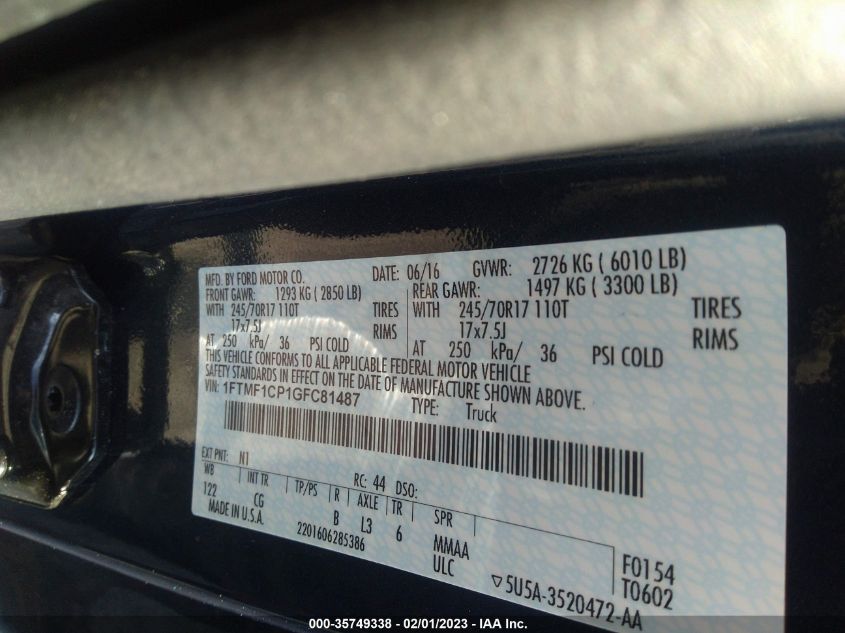 MFD. BY FORD MOTOR CO. DATE: 06/16 GVWR: 2726 KG ( 6010 LB)
FRONT GAWR: 1293 KG ( 2850 LB) REAR GAWR: 1497 KG ( 3300 LB)
WITH 245/70R17 110T TIRES WITH 245/70R17 110T TIRES
17x7.5J RIMS 17x7.5J RIMS
AT 250 kPa/ 36 PSI COLD AT 250 kPa/ 36 PSI COLD
THIS VEHICLE CONFORMS TO ALL APPLICABLE FEDERAL MOTOR VEHICLE
SAFETY STANDARDS IN EFFECT ON THE DATE OF MANUFACTURE SHOWN ABOVE.
VIN: 1FTMF1CP1GFC81487 TYPE: Truck
EXT PNT: N1 RC: 44 DSO:
WB INT TR TP/PS R AXLE TR SPR
122 CG B L3 6 MMAA F0154
MADE IN U.S.A. 2201606285386 ULC T0602
5U5A-3520472-AA
000-35749338 - 02/01/2023 - IAA Inc.